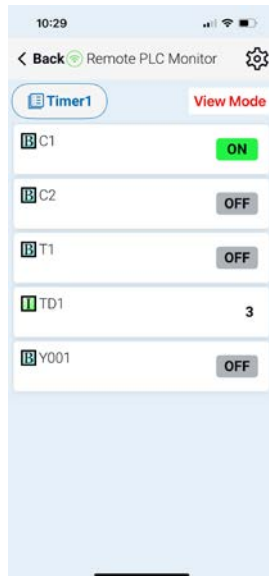 10:29
Back Remote PLC Monitor
Timer1 View Mode
B C1 ON
B C2 OFF
B T1 OFF
I TD1 3
B Y001 OFF